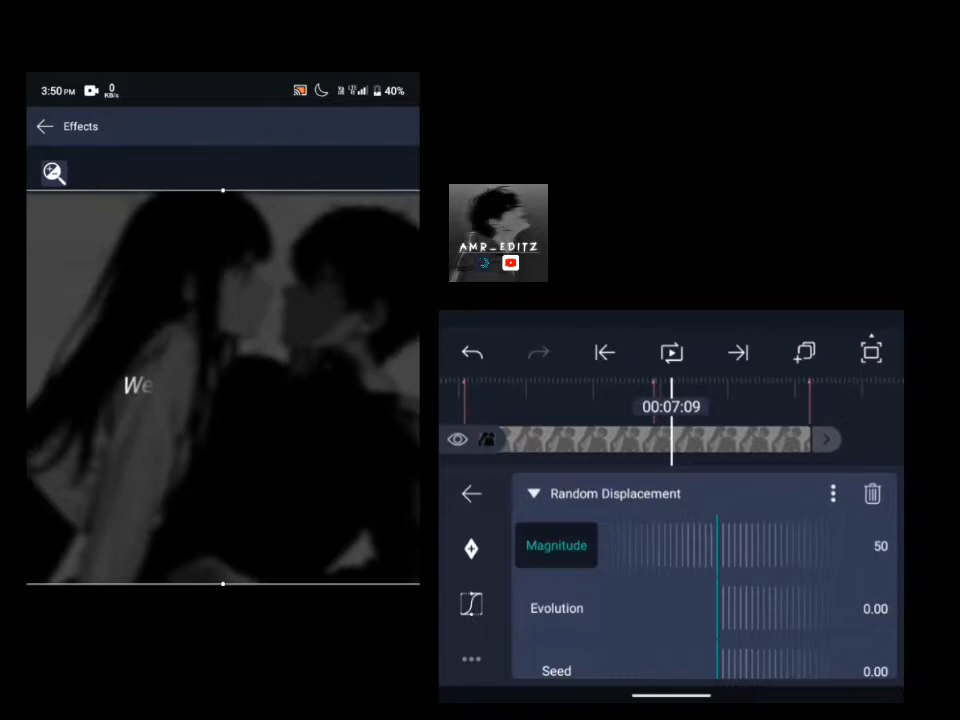 3:50 PM
0
KB/s
40%
Effects
We
AMR_EDITZ
00:07:09
Random Displacement
Magnitude
50
Evolution
0.00
Seed
0.00